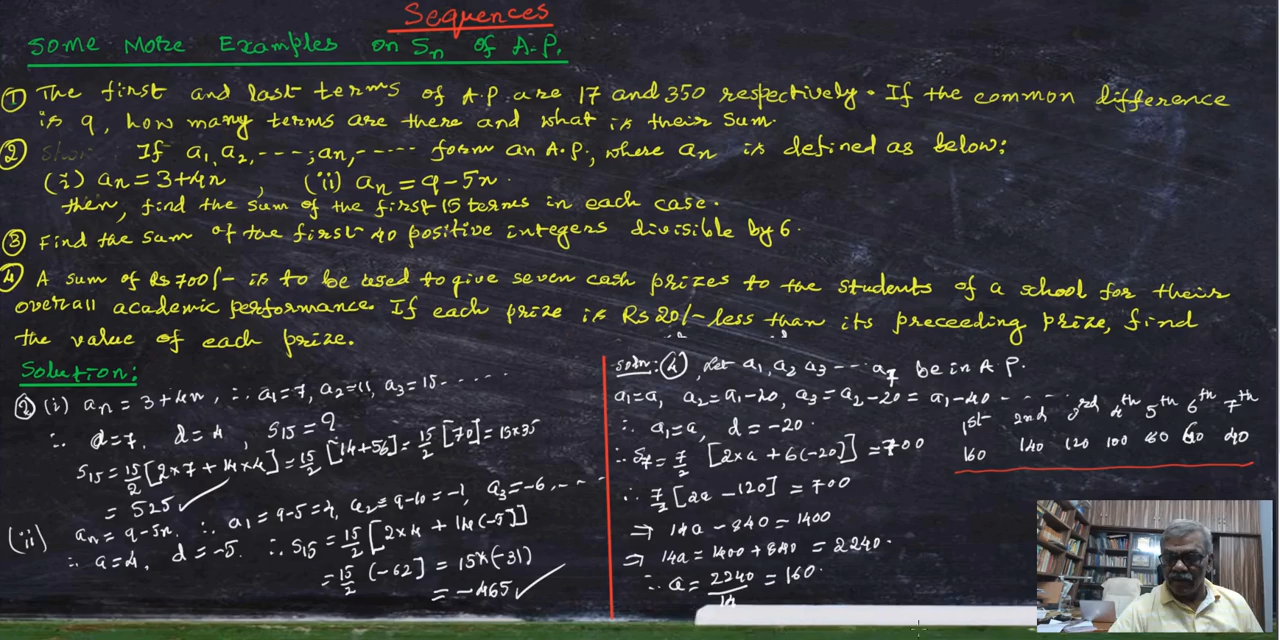 Sequences
Some More Examples on Sn of A.P.
① The first and last terms of A.P. are 17 and 350 respectively. If the common difference
is 9, how many terms are there and what is their sum.
② Show If a₁, a₂, ----, an, ----- form an A.P., where an is defined as below:
(i) an = 3+4n , (ii) an = 9-5n.
then, find the sum of the first 15 terms in each case.
③ Find the sum of the first 40 positive integers divisible by 6.
④ A sum of Rs 700/- is to be used to give seven cash prizes to the students of a school for their
overall academic performance. If each prize is Rs 20/- less than its preceeding prize, find
the value of each prize.
Solution:
② (i) an = 3+4n, ∴ a₁=7, a₂=11, a₃=15 ------
∴ a=7, d=4, S15 = ?
S15 = 15/2 [2×7 + 14×4] = 15/2 [14+56] = 15/2 [70] = 15×35
= 525 ✓
(ii) an = 9-5n. ∴ a₁ = 9-5=4, a₂ = 9-10=-1, a₃=-6, ----
∴ a=4, d=-5. ∴ S15 = 15/2 [2×4 + 14(-5)]
= 15/2 (-62) = 15×(-31)
= -465 ✓
Soln: ④, Let a₁, a₂ a₃ --- a₇ be in A.P.
a₁=a, a₂=a₁-20, a₃=a₂-20 = a₁-40 - - - -
∴ a₁=a, d=-20.
∴ S₇ = 7/2 [2×a + 6(-20)] = 700
∴ 7/2 [2a - 120] = 700
⇒ 14a - 840 = 1400
⇒ 14a = 1400 + 840 = 2240.
∴ a = 2240/14 = 160.
1st 2nd 3rd 4th 5th 6th 7th
160 140 120 100 80 60 40